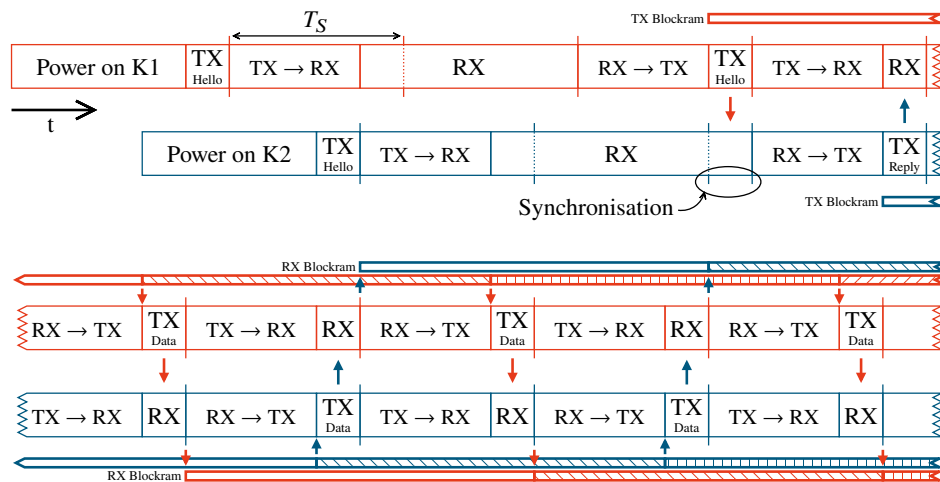 T_S
TX Blockram
Power on K1 TX Hello TX → RX RX RX → TX TX Hello TX → RX RX
t
Power on K2 TX Hello TX → RX RX RX → TX TX Reply
Synchronisation
TX Blockram
RX Blockram
RX → TX TX Data TX → RX RX RX → TX TX Data TX → RX RX RX → TX TX Data
TX → RX RX RX → TX TX Data TX → RX RX RX → TX TX Data TX → RX RX
RX Blockram